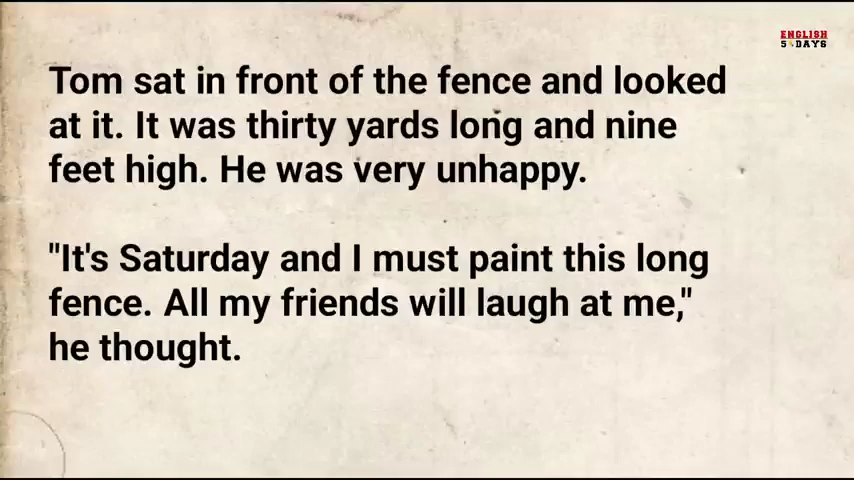 ENGLISH
5 DAYS
Tom sat in front of the fence and looked
at it. It was thirty yards long and nine
feet high. He was very unhappy.
"It's Saturday and I must paint this long
fence. All my friends will laugh at me,"
he thought.